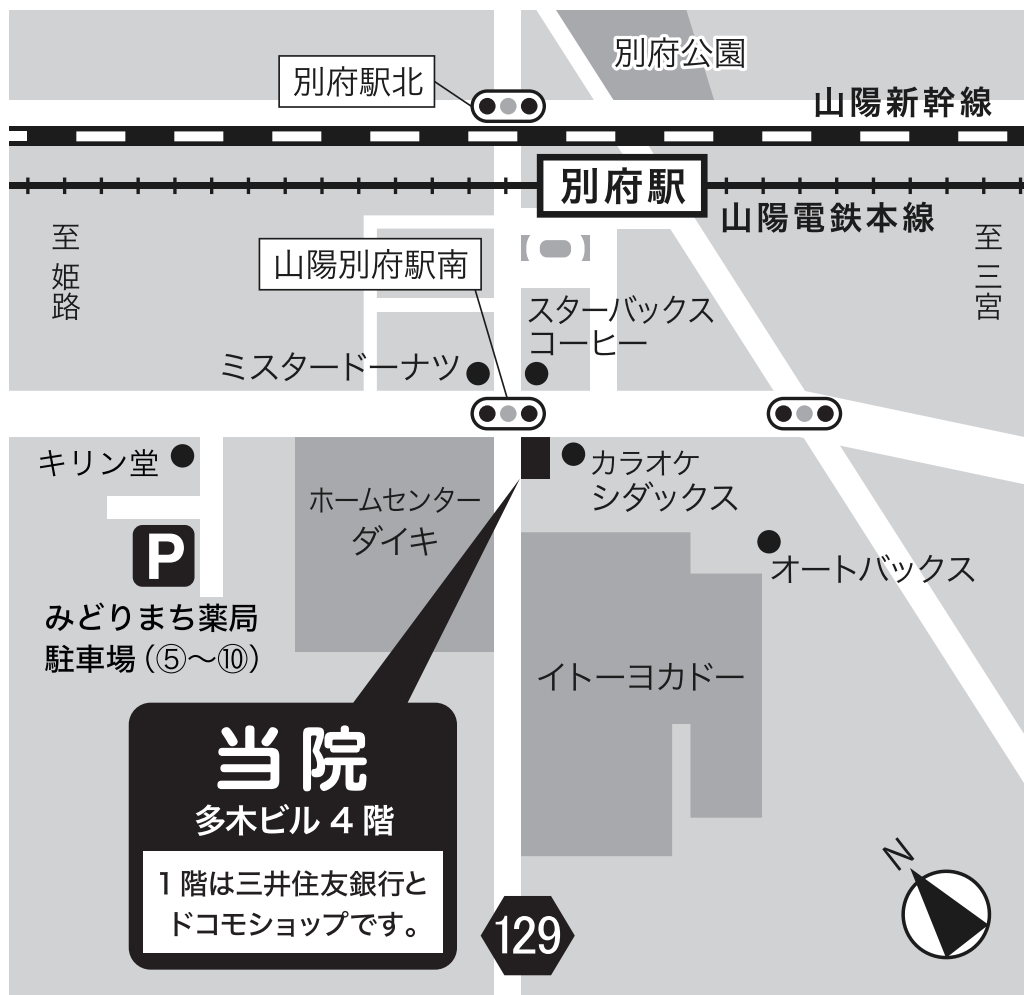 別府公園
別府駅北
山陽新幹線
別府駅
山陽電鉄本線
至 姫路
至 三宮
山陽別府駅南
スターバックス
コーヒー
ミスタードーナツ
キリン堂
カラオケ
シダックス
ホームセンター
ダイキ
オートバックス
P
みどりまち薬局
駐車場(⑤〜⑩)
イトーヨカドー
当院
多木ビル 4 階
1 階は三井住友銀行と
ドコモショップです。
129
N